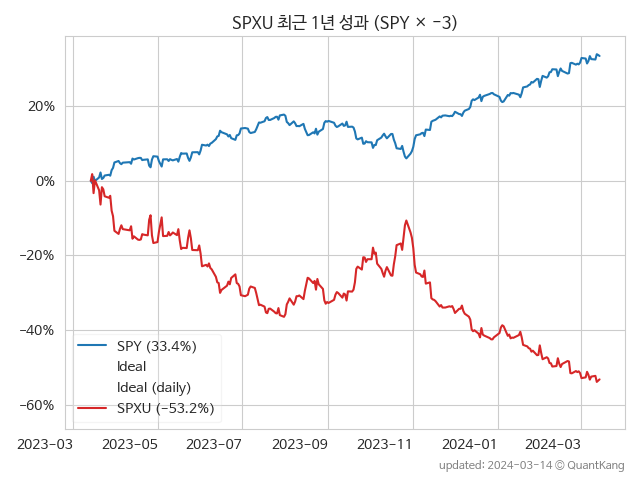 SPXU 최근 1년 성과 (SPY × −3)
20%
0%
−20%
−40%
−60%
SPY (33.4%)
Ideal
Ideal (daily)
SPXU (−53.2%)
2023−03 2023−05 2023−07 2023−09 2023−11 2024−01 2024−03
updated: 2024−03−14 © QuantKang